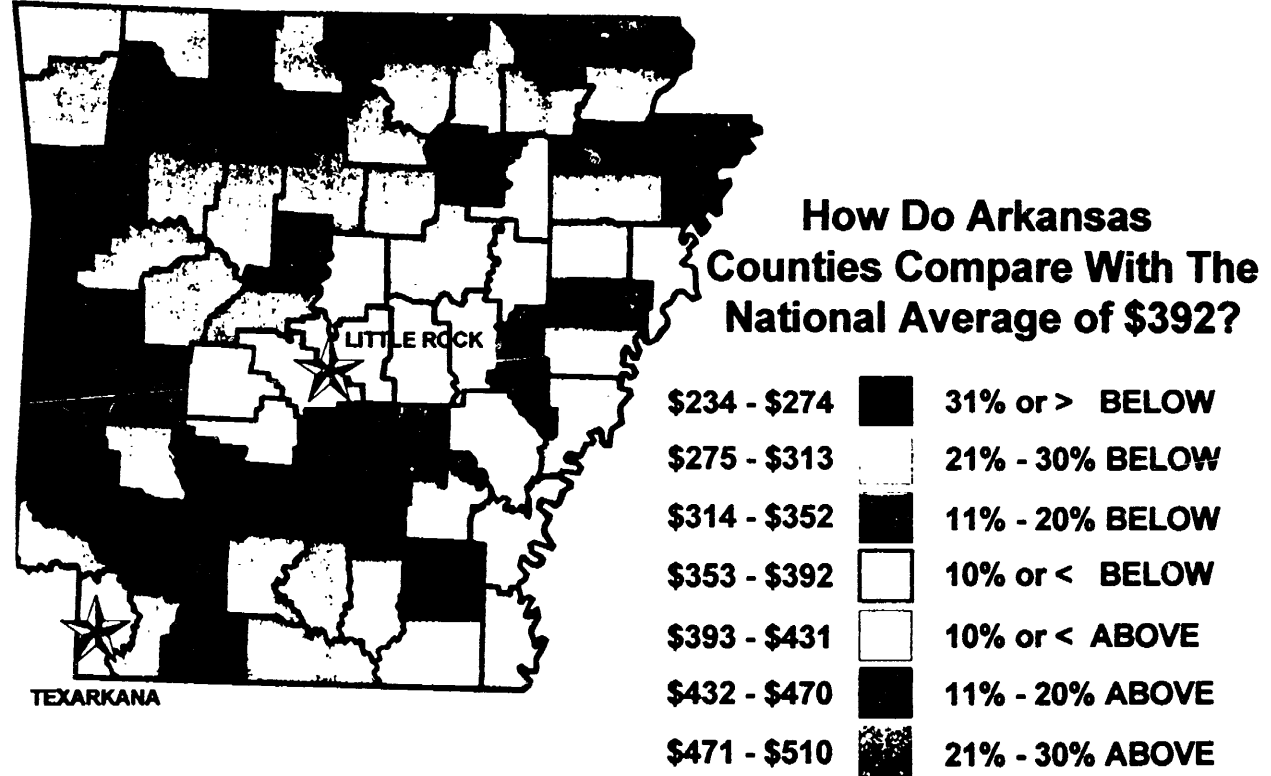 How Do Arkansas
Counties Compare With The
National Average of $392?
LITTLE ROCK
$234 - $274 31% or > BELOW
$275 - $313 21% - 30% BELOW
$314 - $352 11% - 20% BELOW
$353 - $392 10% or < BELOW
$393 - $431 10% or < ABOVE
$432 - $470 11% - 20% ABOVE
TEXARKANA
$471 - $510 21% - 30% ABOVE